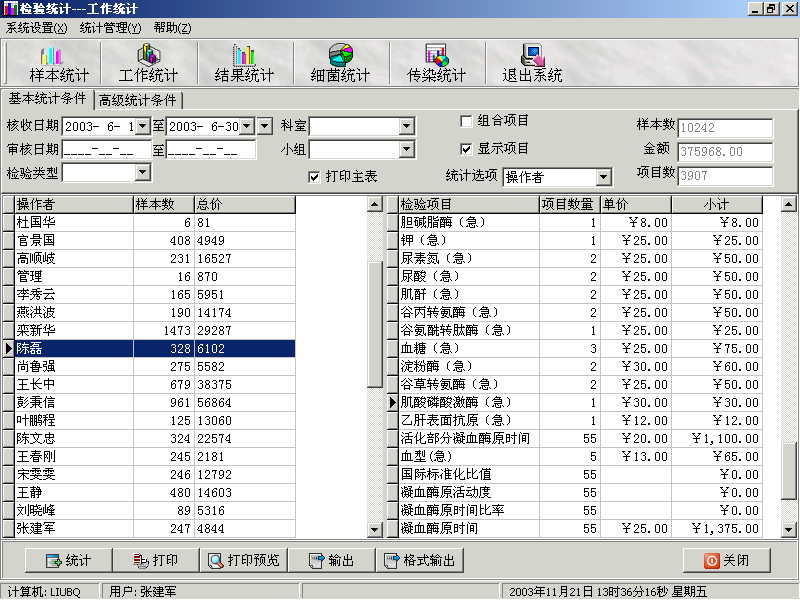 检验统计---工作统计
系统设置(X) 统计管理(Y) 帮助(Z)
样本统计 工作统计 结果统计 细菌统计 传染统计 退出系统
基本统计条件 高级统计条件
核收日期 2003- 6- 1 至 2003- 6-30 科室 组合项目 样本数 10242
审核日期 ____-__-__ 至 ____-__-__ 小组 显示项目 金额 375968.00
检验类型 打印主表 统计选项 操作者 项目数 3907
操作者 样本数 总价 检验项目 项目数量 单价 小计
杜国华 6 81 胆碱脂酶（急） 1 ￥8.00 ￥8.00
官景国 408 4949 钾（急） 1 ￥25.00 ￥25.00
高顺岐 231 16527 尿素氮（急） 2 ￥25.00 ￥50.00
管理 16 870 尿酸（急） 2 ￥25.00 ￥50.00
李秀云 165 5951 肌酐（急） 2 ￥25.00 ￥50.00
燕洪波 190 14174 谷丙转氨酶（急） 2 ￥25.00 ￥50.00
栾新华 1473 29287 谷氨酰转肽酶（急） 1 ￥25.00 ￥25.00
陈磊 328 6102 血糖（急） 3 ￥25.00 ￥75.00
尚鲁强 275 5582 淀粉酶（急） 2 ￥30.00 ￥60.00
王长中 679 38375 谷草转氨酶（急） 2 ￥25.00 ￥50.00
彭秉信 961 56864 肌酸磷酸激酶（急） 1 ￥30.00 ￥30.00
叶鹏程 125 13060 乙肝表面抗原（急） 1 ￥12.00 ￥12.00
陈文忠 324 22574 活化部分凝血酶原时间 55 ￥20.00 ￥1,100.00
王春刚 245 2181 血型(急) 5 ￥13.00 ￥65.00
宋雯雯 246 12792 国际标准化比值 55 ￥0.00
王静 480 14603 凝血酶原活动度 55 ￥0.00
刘晓峰 89 5316 凝血酶原时间比率 55 ￥0.00
张建军 247 4844 凝血酶原时间 55 ￥25.00 ￥1,375.00
统计 打印 打印预览 输出 格式输出 关闭
计算机: LIUBQ 用户: 张建军 2003年11月21日 13时36分16秒 星期五